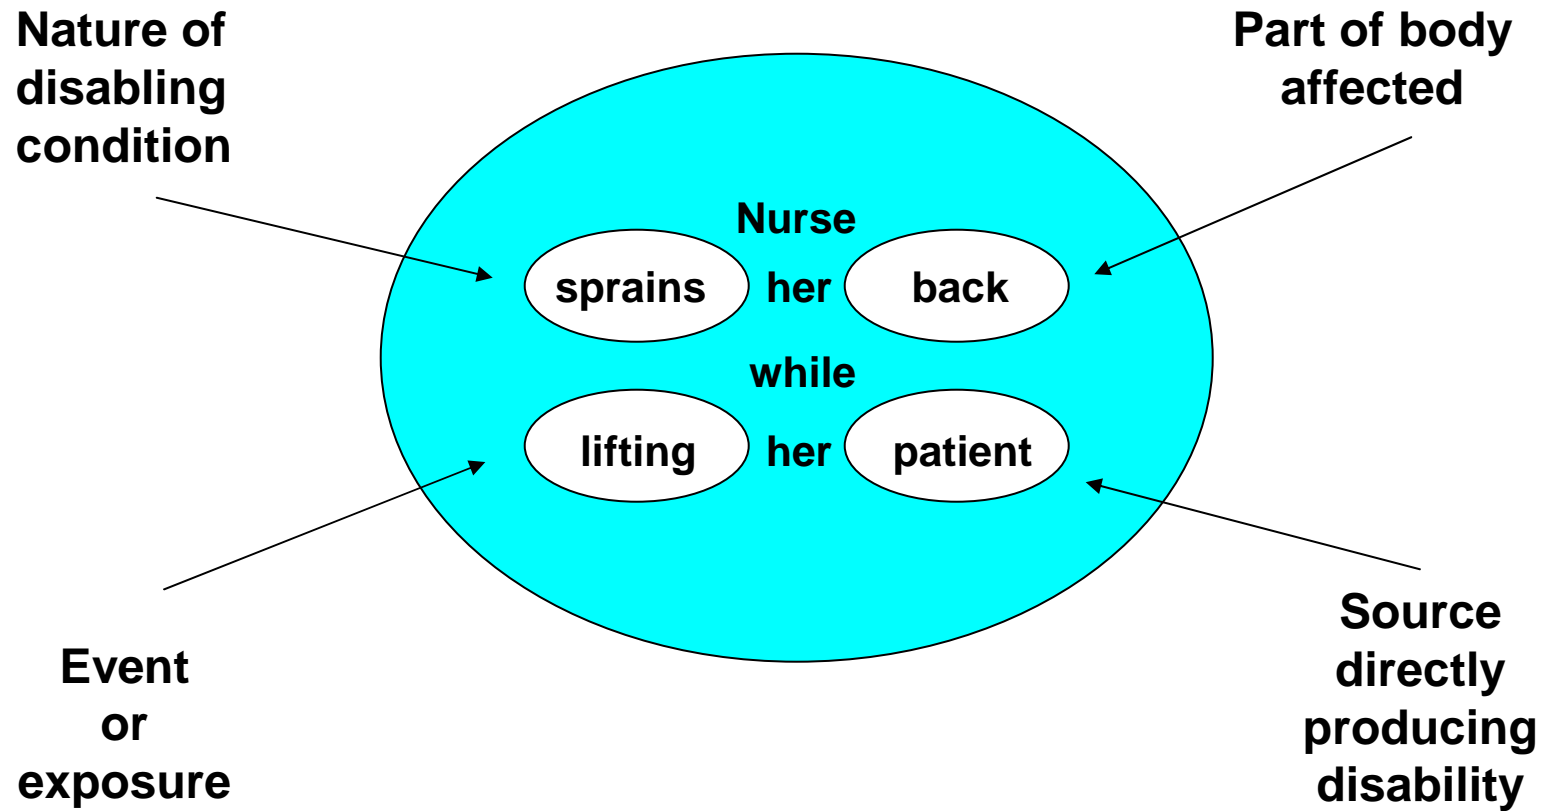 Nature of
disabling
condition
Part of body
affected
Nurse
sprains her back
while
lifting her patient
Event
or
exposure
Source
directly
producing
disability